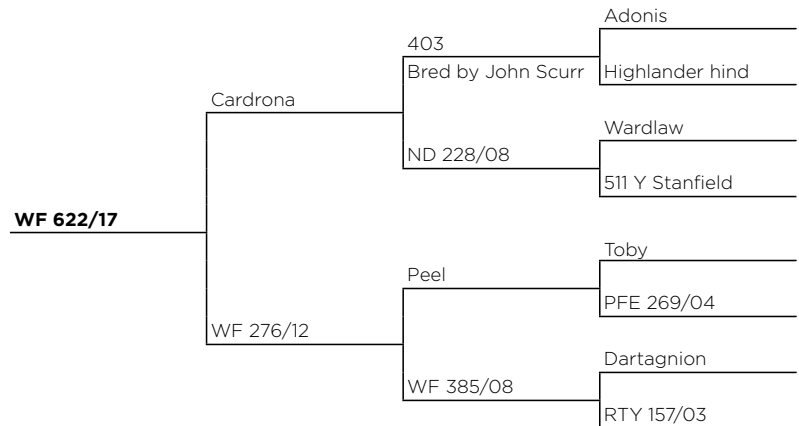 Adonis
403
Bred by John Scurr
Highlander hind
Cardrona
Wardlaw
ND 228/08
511 Y Stanfield
WF 622/17
Toby
Peel
PFE 269/04
WF 276/12
Dartagnion
WF 385/08
RTY 157/03